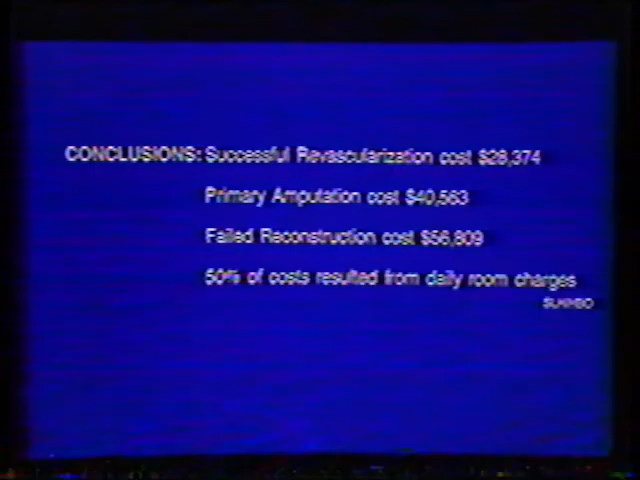 CONCLUSIONS: Successful Revascularization cost $28,374
Primary Amputation cost $40,563
Failed Reconstruction cost $56,809
50% of costs resulted from daily room charges